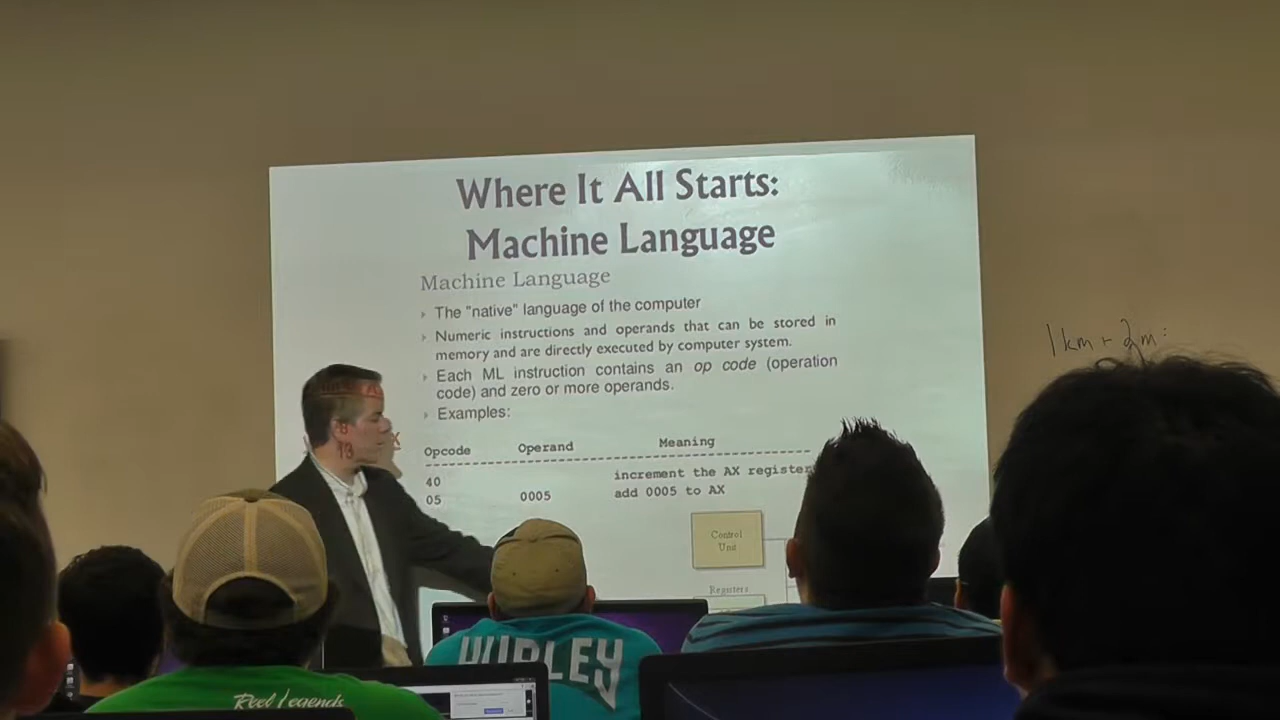 Where It All Starts:
Machine Language
Machine Language
The "native" language of the computer
Numeric instructions and operands that can be stored in
memory and are directly executed by computer system.
Each ML instruction contains an op code (operation
code) and zero or more operands.
Examples:
Opcode Operand Meaning
40 increment the AX register
05 0005 add 0005 to AX
Control
Unit
Registers
1km + 2m:
HURLEY
Reel Legends